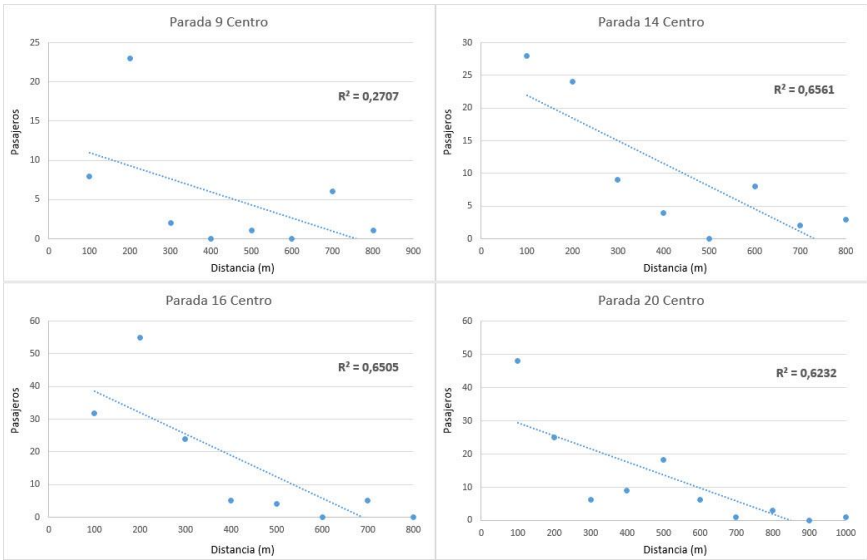 Parada 9 Centro
25
20
15
10
5
0
R² = 0,2707
Pasajeros
0 100 200 300 400 500 600 700 800 900
Distancia (m)
Parada 14 Centro
30
25
20
15
10
5
0
R² = 0,6561
Pasajeros
0 100 200 300 400 500 600 700 800
Distancia (m)
Parada 16 Centro
60
50
40
30
20
10
0
R² = 0,6505
Pasajeros
0 100 200 300 400 500 600 700 800
Distancia (m)
Parada 20 Centro
60
50
40
30
20
10
0
R² = 0,6232
Pasajeros
0 100 200 300 400 500 600 700 800 900 1000
Distancia (m)